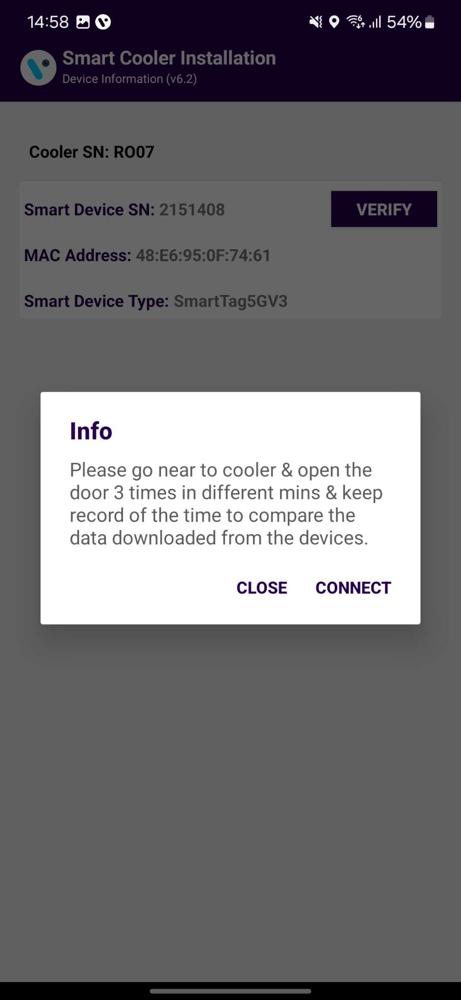 14:58
54%
Smart Cooler Installation
Device Information (v6.2)
Cooler SN: RO07
Smart Device SN: 2151408
VERIFY
MAC Address: 48:E6:95:0F:74:61
Smart Device Type: SmartTag5GV3
Info
Please go near to cooler & open the
door 3 times in different mins & keep
record of the time to compare the
data downloaded from the devices.
CLOSE CONNECT